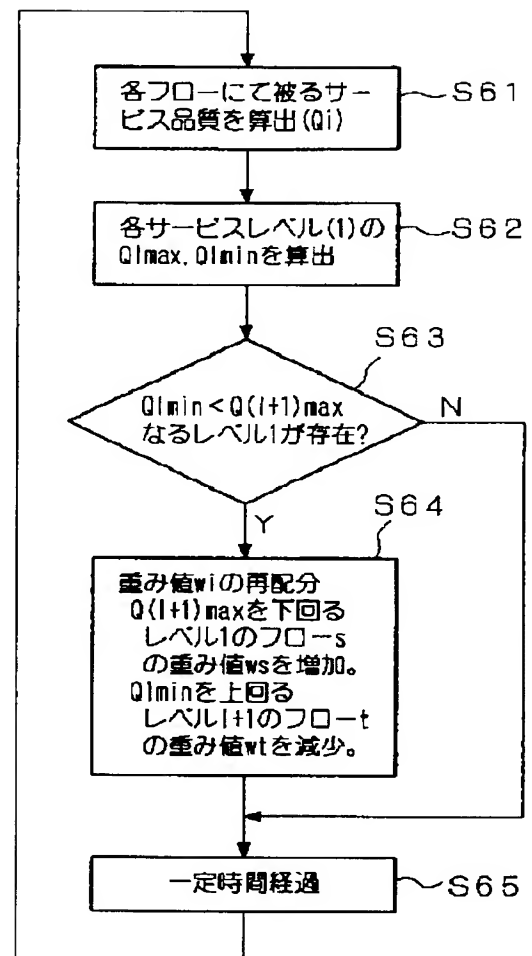 各フローにて被るサー
ビス品質を算出(Qi)
S61
各サービスレベル(l)の
Qlmax,Qlminを算出
S62
S63
Qlmin<Q(l+1)max
なるレベルlが存在?
N
Y
S64
重み値wiの再配分
Q(l+1)maxを下回る
レベルlのフローs
の重み値wsを増加。
Qlminを上回る
レベルl+1のフローt
の重み値wtを減少。
一定時間経過
S65